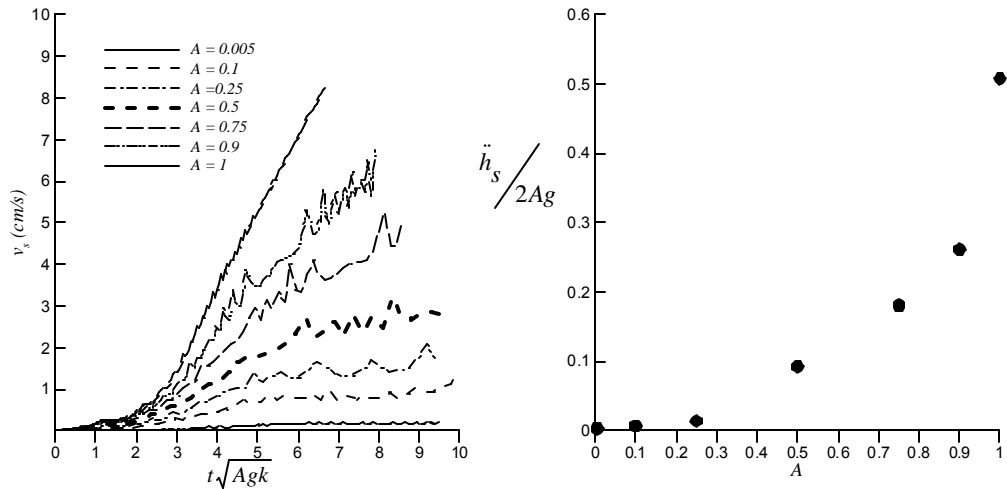 10
9
8
7
6
5
4
3
2
1
v_s (cm/s)
A = 0.005
A = 0.1
A =0.25
A = 0.5
A = 0.75
A = 0.9
A = 1
0 1 2 3 4 5 6 7 8 9 10
t√Agk
ḧ_s/2Ag
0.6
0.5
0.4
0.3
0.2
0.1
0
0 0.1 0.2 0.3 0.4 0.5 0.6 0.7 0.8 0.9 1
A